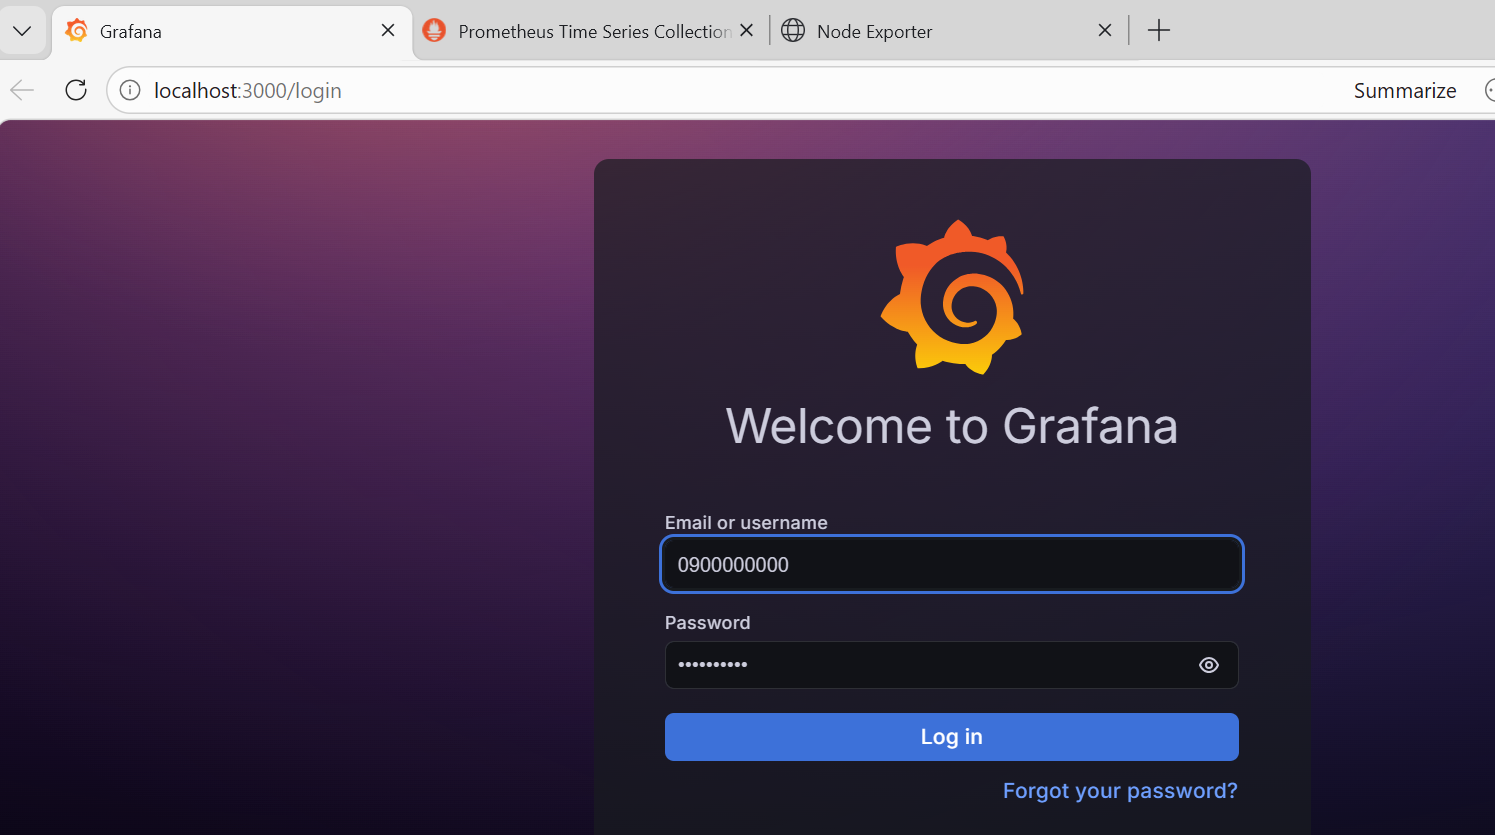 Grafana
Prometheus Time Series Collection
Node Exporter
localhost:3000/login
Summarize
Welcome to Grafana
Email or username
0900000000
Password
••••••••••
Log in
Forgot your password?